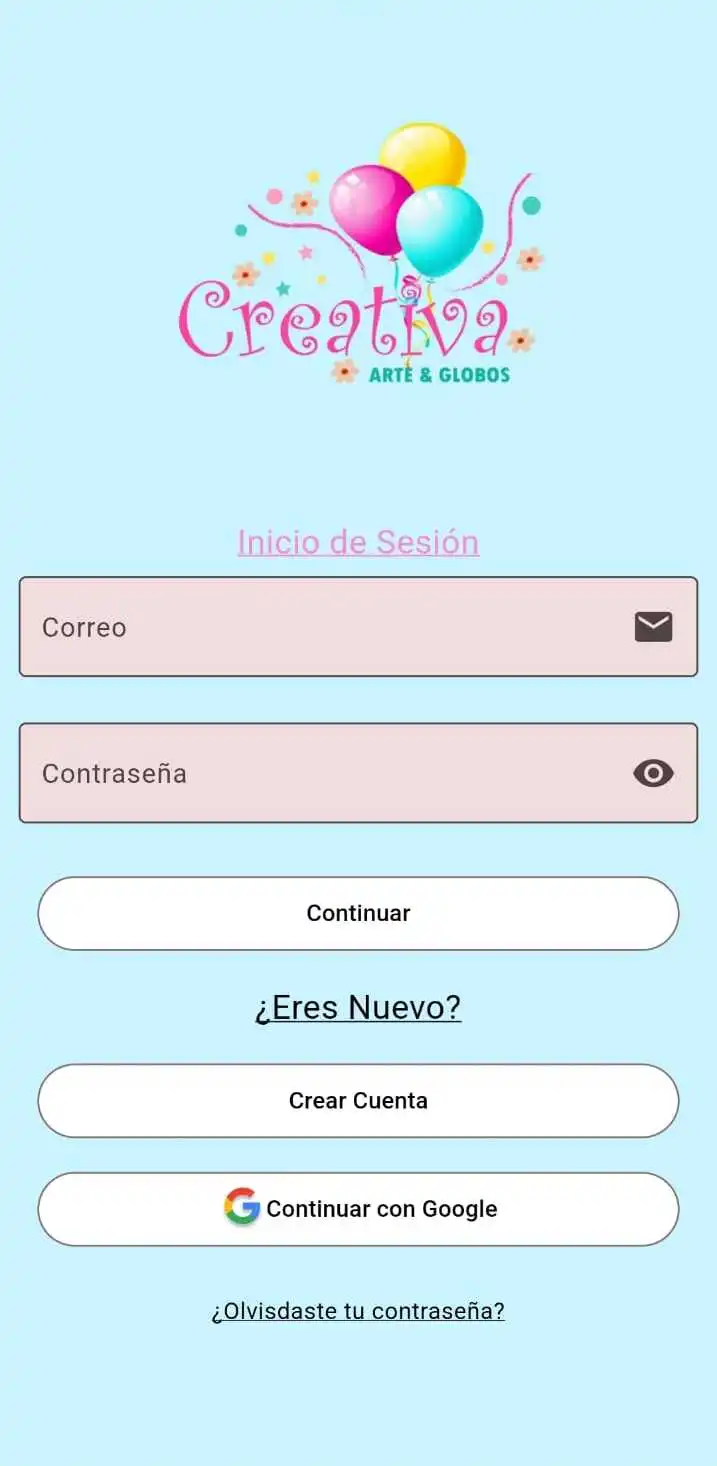 Creativa
ARTE & GLOBOS
Inicio de Sesión
Correo
Contraseña
Continuar
¿Eres Nuevo?
Crear Cuenta
Continuar con Google
¿Olvisdaste tu contraseña?